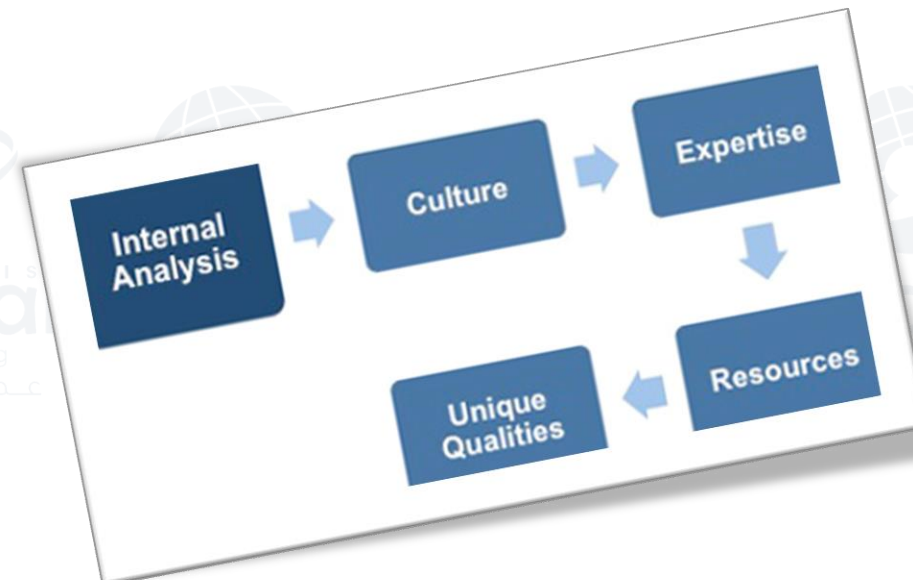 Internal
Analysis
Culture
Expertise
Resources
Unique
Qualities